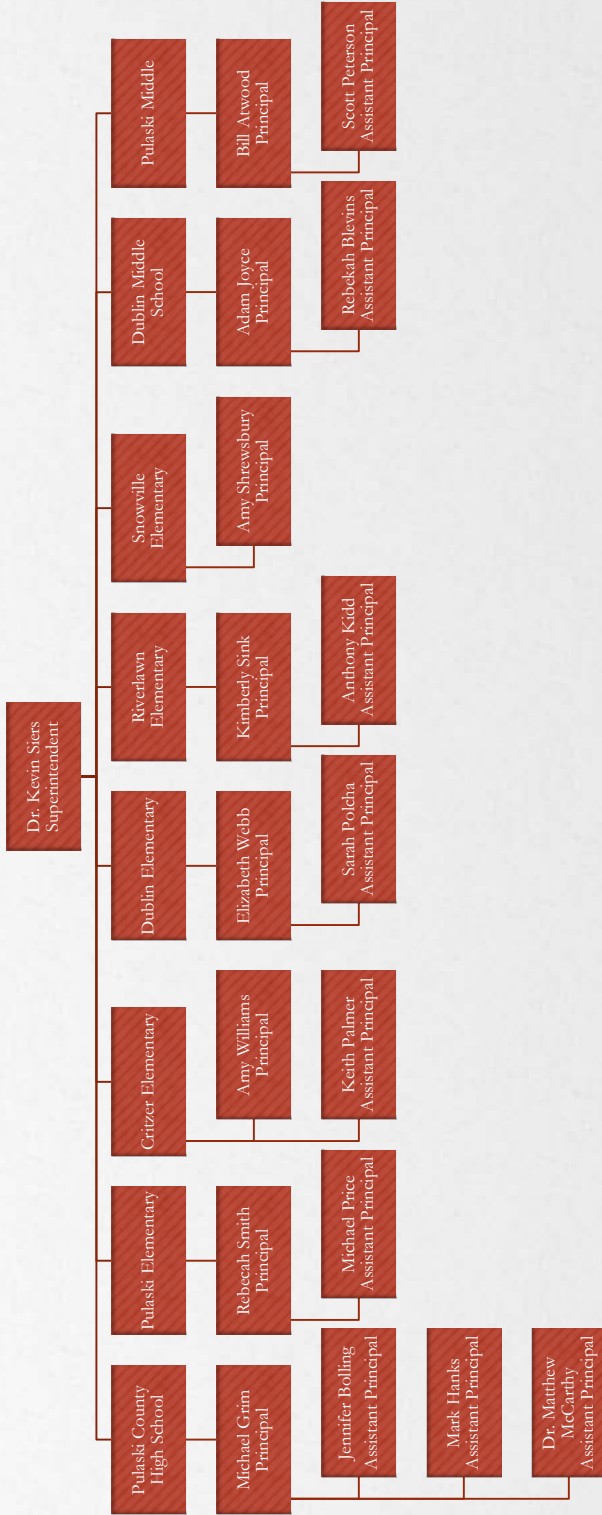 Dr. Kevin Siers
Superintendent
Pulaski County
High School
Michael Grim
Principal
Jennifer Bolling
Assistant Principal
Mark Hanks
Assistant Principal
Dr. Matthew
McCarthy
Assistant Principal
Pulaski Elementary
Rebecah Smith
Principal
Michael Price
Assistant Principal
Critzer Elementary
Amy Williams
Principal
Keith Palmer
Assistant Principal
Dublin Elementary
Elizabeth Webb
Principal
Sarah Polcha
Assistant Principal
Riverlawn
Elementary
Kimberly Sink
Principal
Anthony Kidd
Assistant Principal
Snowville
Elementary
Amy Shrewsbury
Principal
Dublin Middle
School
Adam Joyce
Principal
Rebekah Blevins
Assistant Principal
Pulaski Middle
Bill Atwood
Principal
Scott Peterson
Assistant Principal